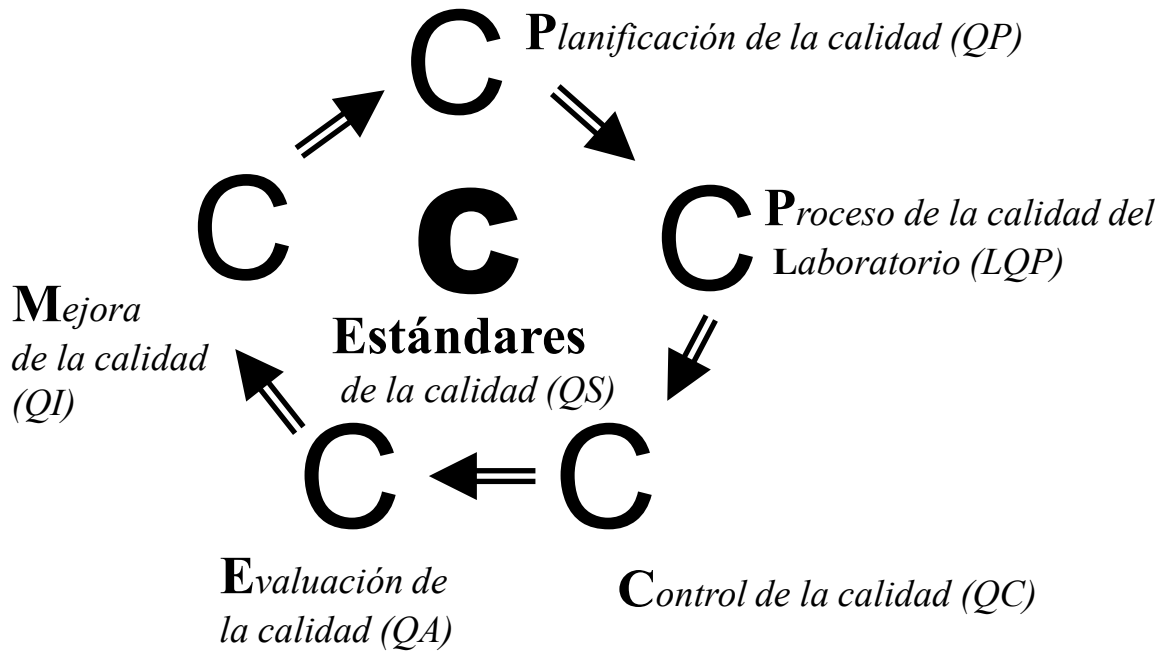 C
Planificación de la calidad (QP)
C
Proceso de la calidad del
Laboratorio (LQP)
C
Control de la calidad (QC)
C
Evaluación de
la calidad (QA)
C
Mejora
de la calidad
(QI)
c
Estándares
de la calidad (QS)